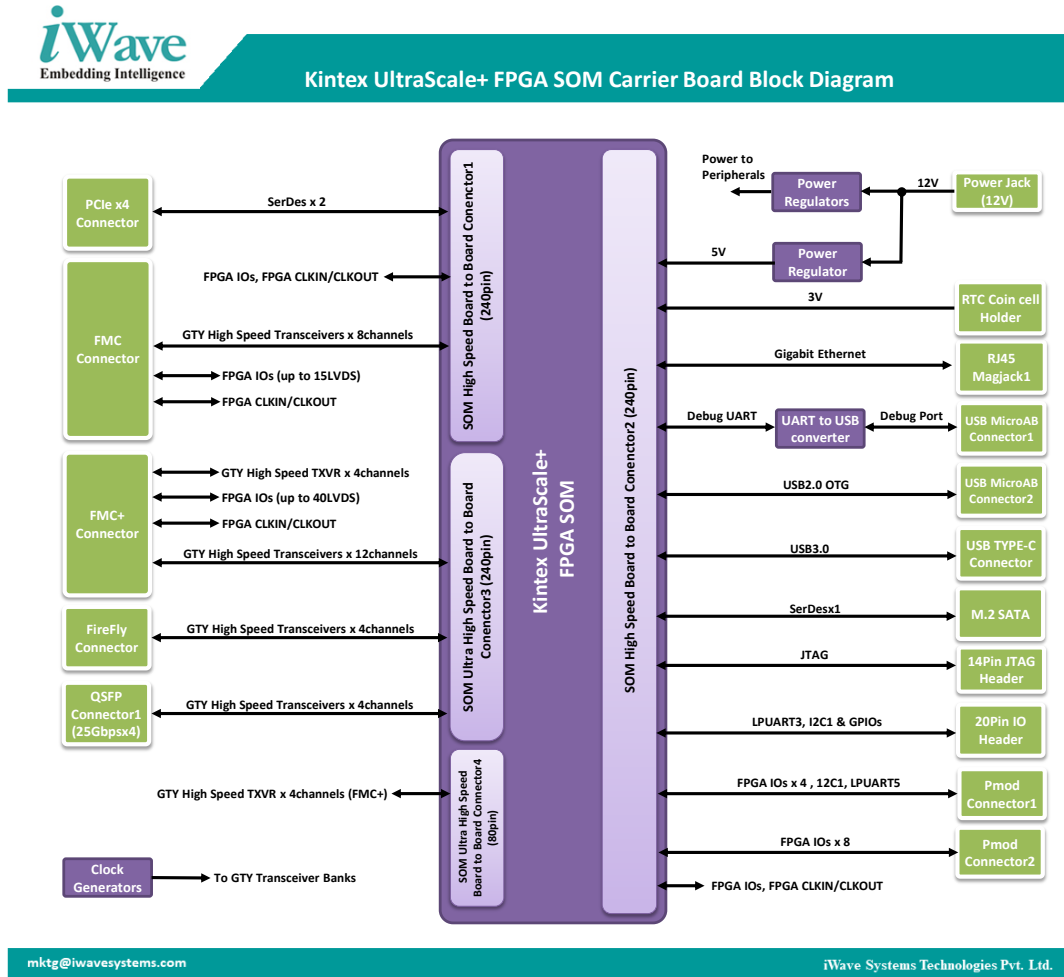 iWave
Embedding Intelligence
Kintex UltraScale+ FPGA SOM Carrier Board Block Diagram
PCIe x4
Connector
SerDes x 2
FPGA IOs, FPGA CLKIN/CLKOUT
FMC
Connector
GTY High Speed Transceivers x 8channels
FPGA IOs (up to 15LVDS)
FPGA CLKIN/CLKOUT
FMC+
Connector
GTY High Speed TXVR x 4channels
FPGA IOs (up to 40LVDS)
FPGA CLKIN/CLKOUT
GTY High Speed Transceivers x 12channels
FireFly
Connector
GTY High Speed Transceivers x 4channels
QSFP
Connector1
(25Gbpsx4)
GTY High Speed Transceivers x 4channels
GTY High Speed TXVR x 4channels (FMC+)
Clock
Generators
To GTY Transceiver Banks
SOM High Speed Board to Board Conenctor1
(240pin)
SOM Ultra High Speed Board to Board
Conenctor3 (240pin)
SOM Ultra High Speed
Board to Board Connector4
(80pin)
Kintex UltraScale+
FPGA SOM
SOM High Speed Board to Board Conenctor2 (240pin)
Power to
Peripherals
Power
Regulators
12V
Power Jack
(12V)
5V
Power
Regulator
3V
RTC Coin cell
Holder
Gigabit Ethernet
RJ45
Magjack1
Debug UART
UART to USB
converter
Debug Port
USB MicroAB
Connector1
USB2.0 OTG
USB MicroAB
Connector2
USB3.0
USB TYPE-C
Connector
SerDesx1
M.2 SATA
JTAG
14Pin JTAG
Header
LPUART3, I2C1 & GPIOs
20Pin IO
Header
FPGA IOs x 4 , 12C1, LPUART5
Pmod
Connector1
FPGA IOs x 8
Pmod
Connector2
FPGA IOs, FPGA CLKIN/CLKOUT
mktg@iwavesystems.com
iWave Systems Technologies Pvt. Ltd.